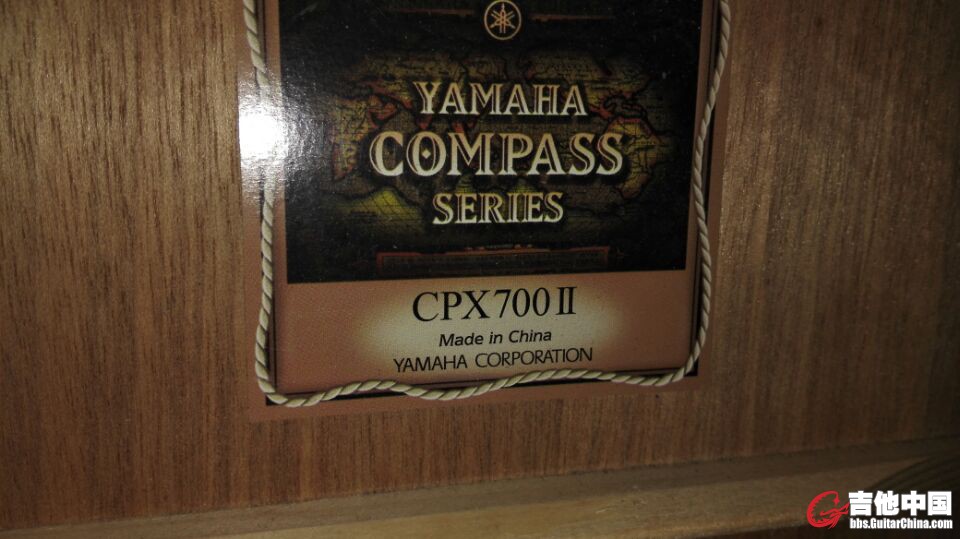 YAMAHA
COMPASS
SERIES
CPX700II
Made in China
YAMAHA CORPORATION
吉他中国
bbs.GuitarChina.com